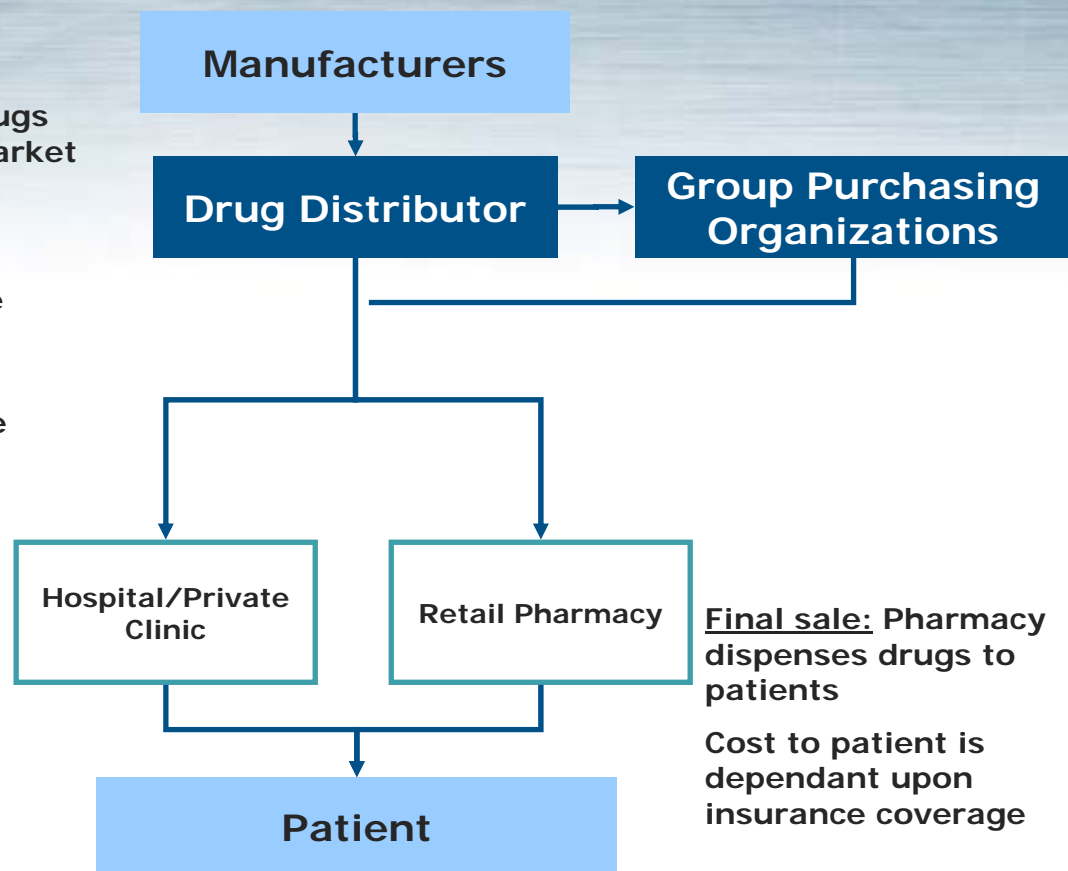 Manufacturers
ugs
arket
Drug Distributor
Group Purchasing
Organizations
e
e
Hospital/Private
Clinic
Retail Pharmacy
Final sale: Pharmacy
dispenses drugs to
patients
Cost to patient is
dependant upon
insurance coverage
Patient